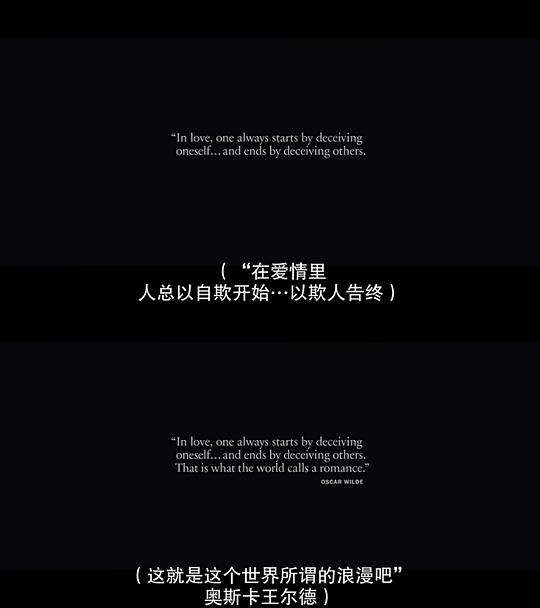 “In love, one always starts by deceiving
oneself...and ends by deceiving others.
（“在爱情里
人总以自欺开始…以欺人告终）
“In love, one always starts by deceiving
oneself...and ends by deceiving others.
That is what the world calls a romance.”
OSCAR WILDE
（这就是这个世界所谓的浪漫吧”
奥斯卡王尔德）